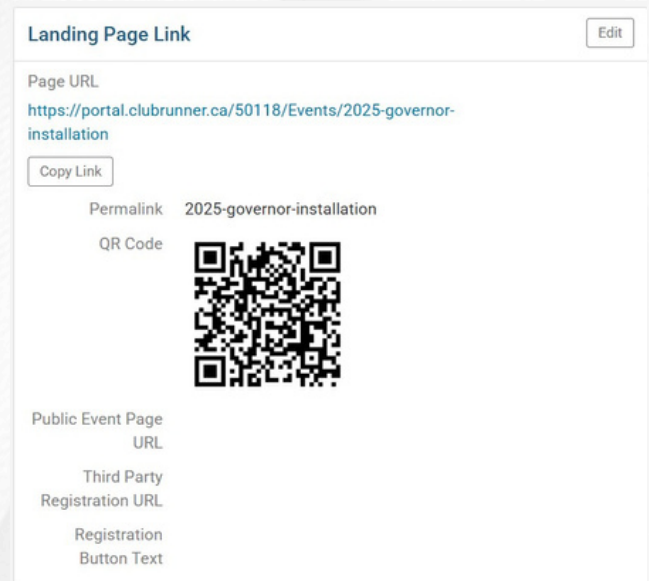 Landing Page Link
Edit
Page URL
https://portal.clubrunner.ca/50118/Events/2025-governor-
installation
Copy Link
Permalink 2025-governor-installation
QR Code
Public Event Page
URL
Third Party
Registration URL
Registration
Button Text